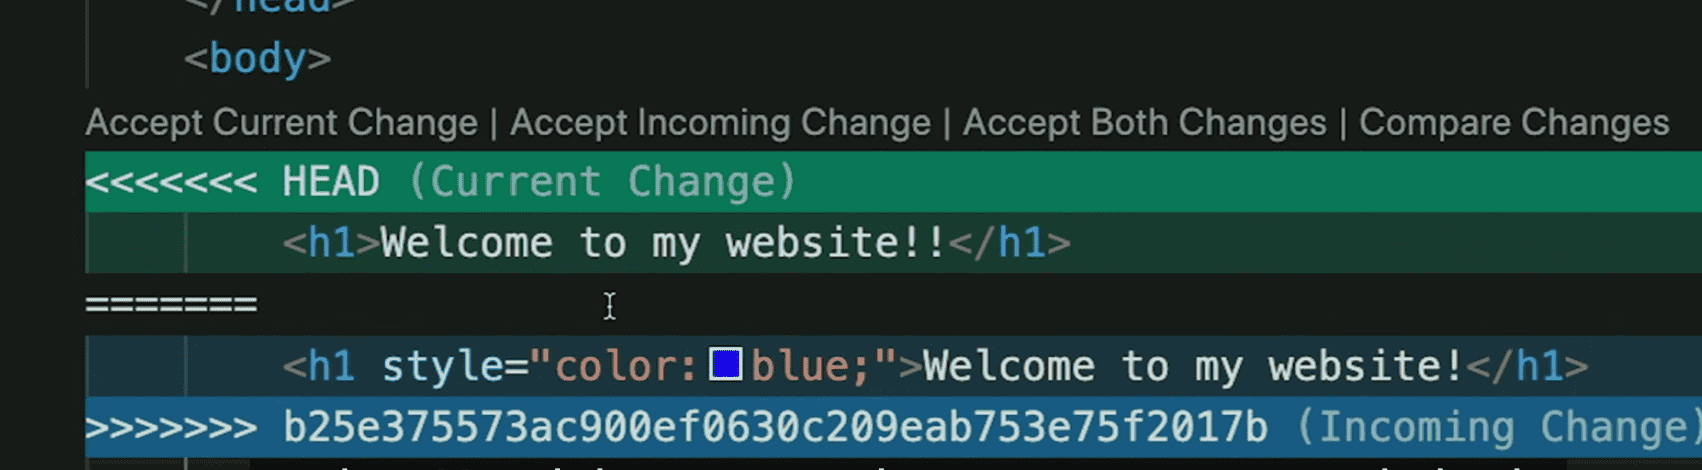 </head>
<body>
Accept Current Change | Accept Incoming Change | Accept Both Changes | Compare Changes
<<<<<<< HEAD (Current Change)
<h1>Welcome to my website!!</h1>
=======
<h1 style="color:blue;">Welcome to my website!</h1>
>>>>>>> b25e375573ac900ef0630c209eab753e75f2017b (Incoming Change)